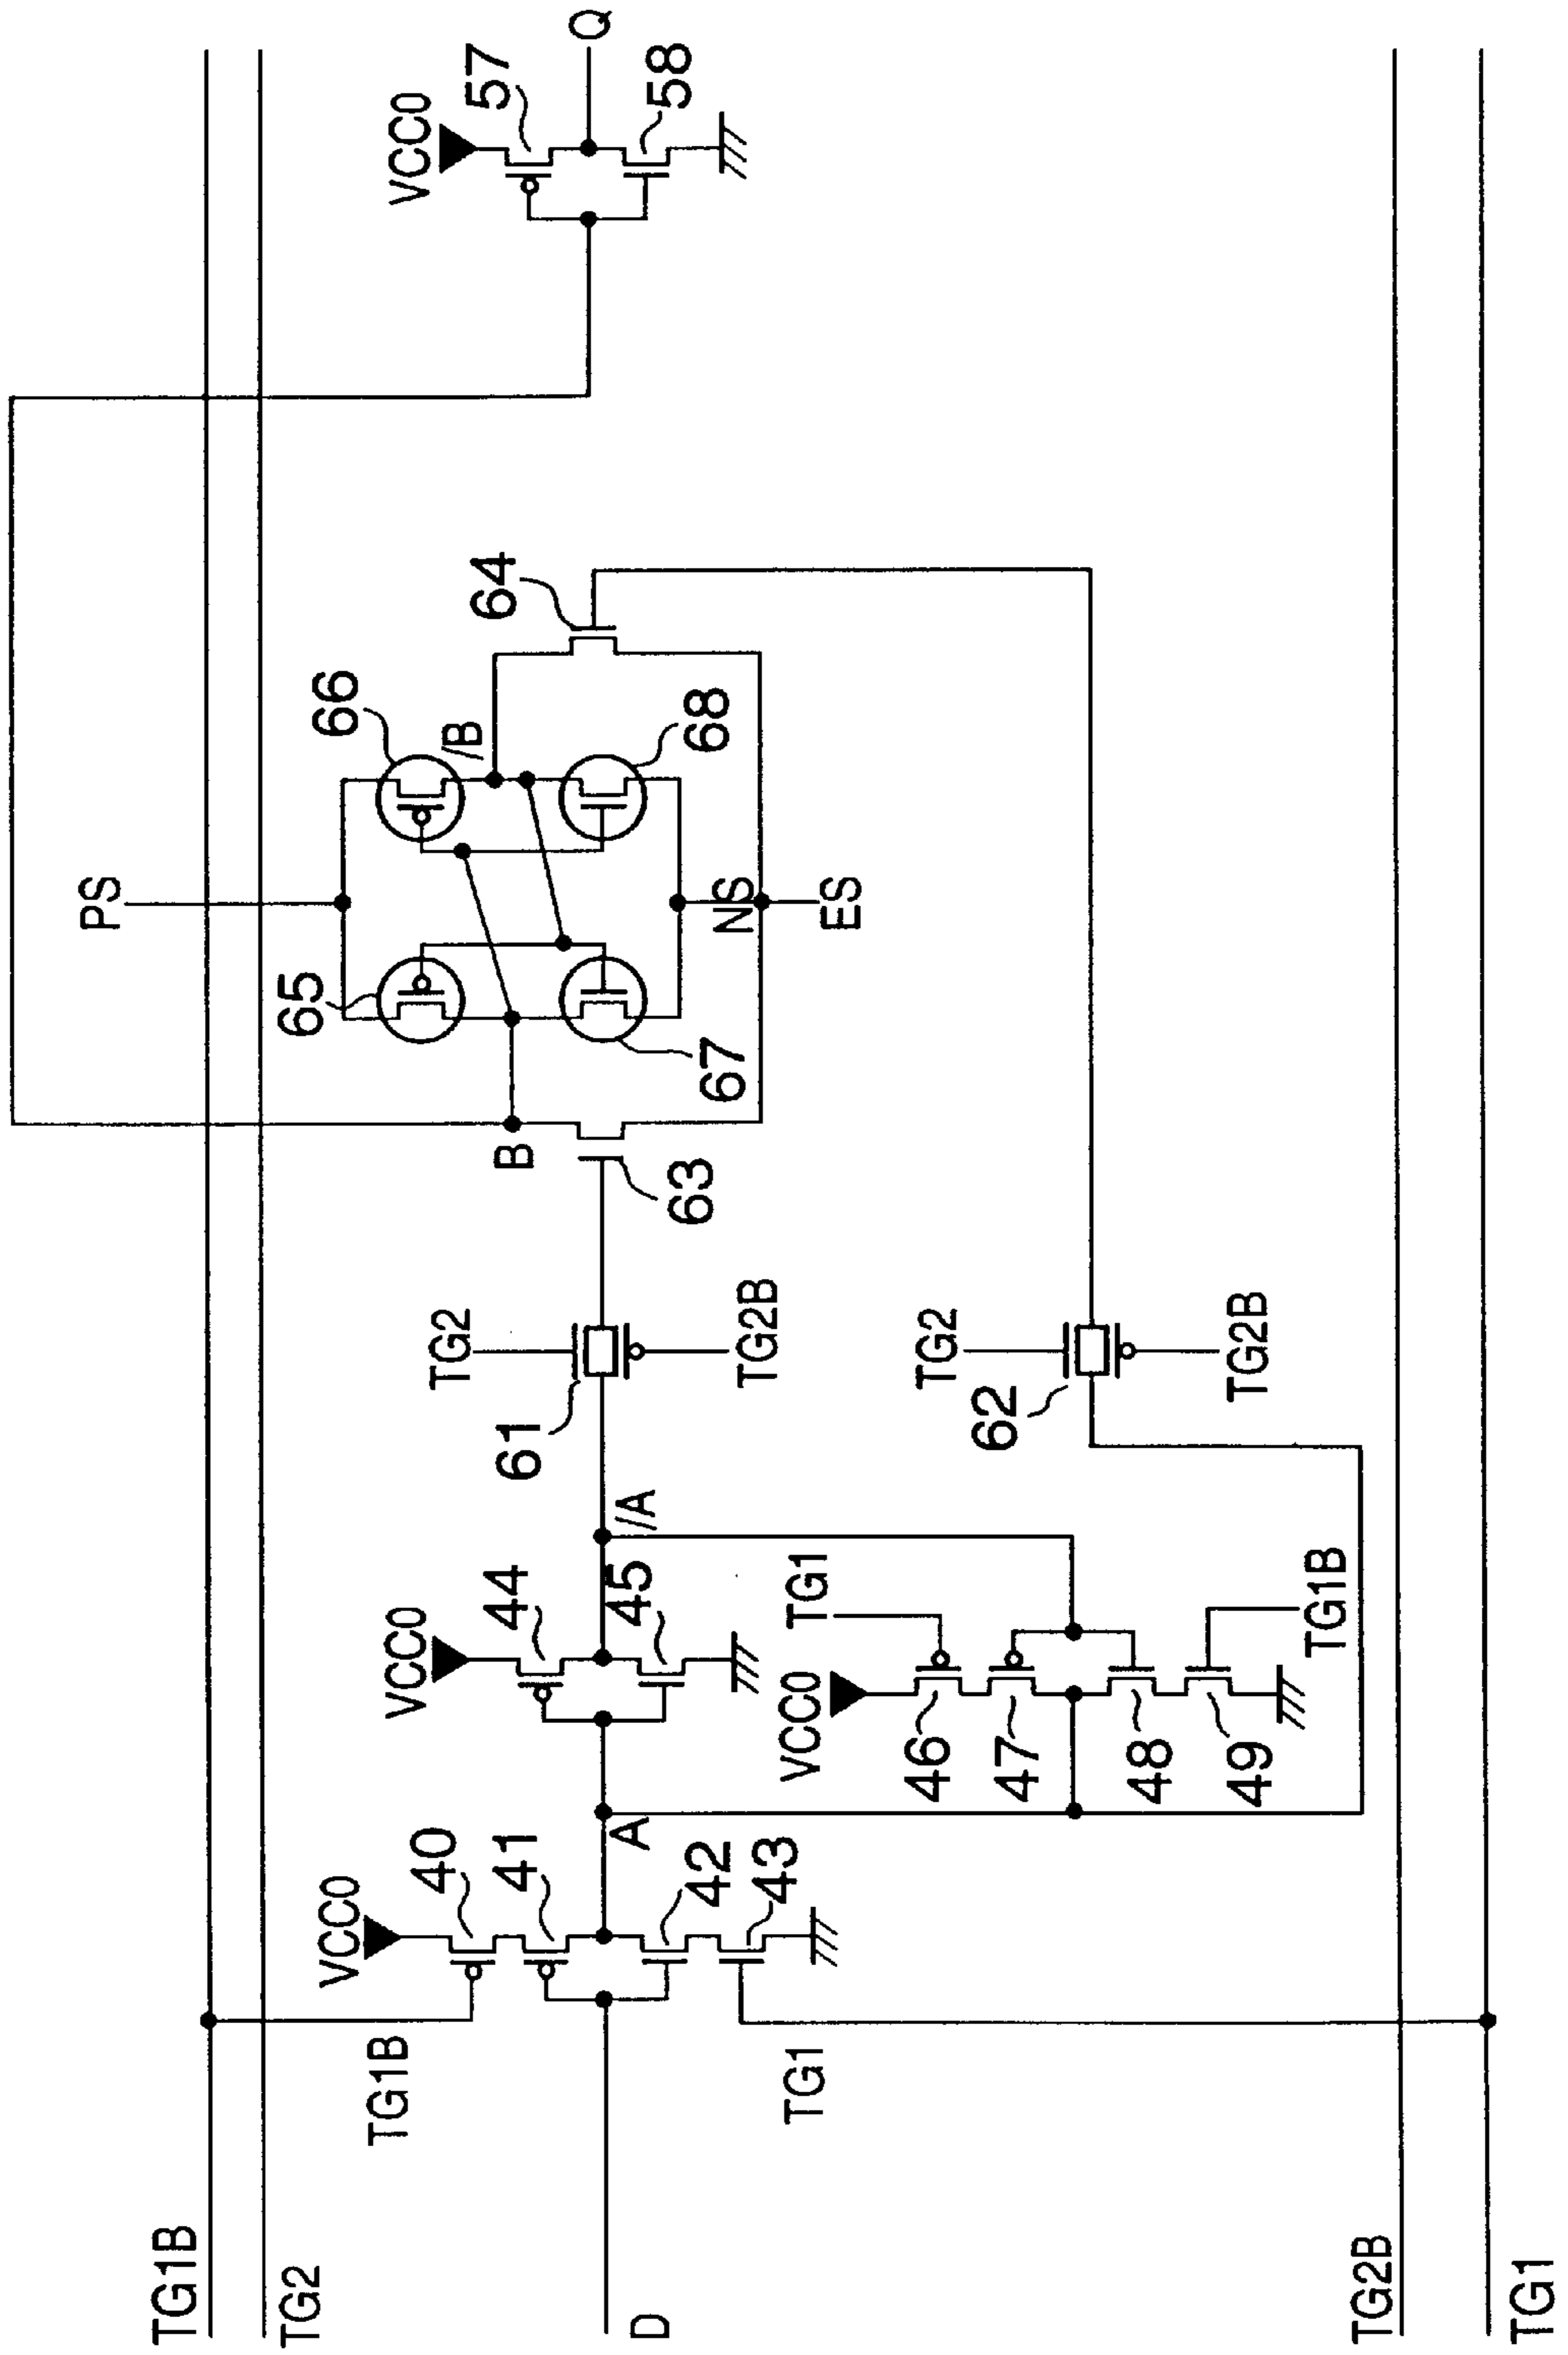 TG1B
TG2
PS
VCC0
57
Q
58
66
/B
64
65
68
B
67
NS
ES
63
VCC0
40
TG1B
41
A
42
43
TG1
D
VCC0
44
45
/A
61
TG2
TG2B
VCC0
TG1
46
47
48
49
TG1B
62
TG2
TG2B
TG2B
TG1